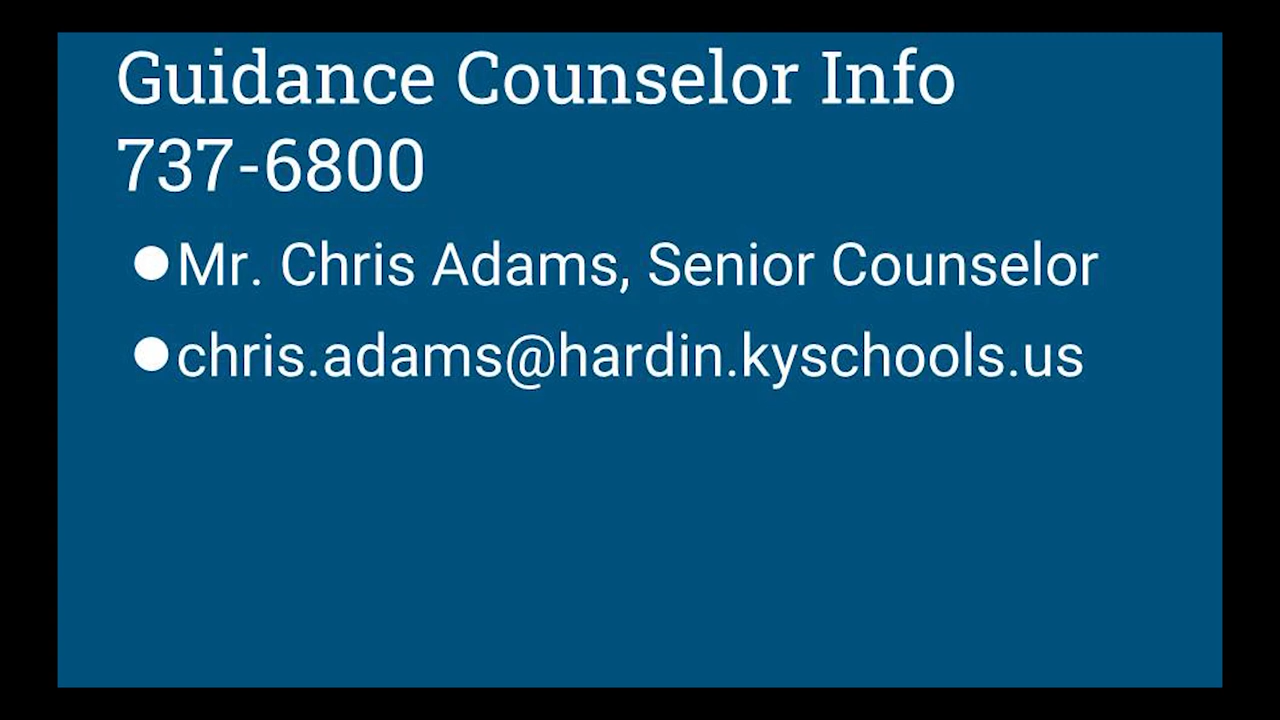 Guidance Counselor Info
737-6800
●Mr. Chris Adams, Senior Counselor
●chris.adams@hardin.kyschools.us